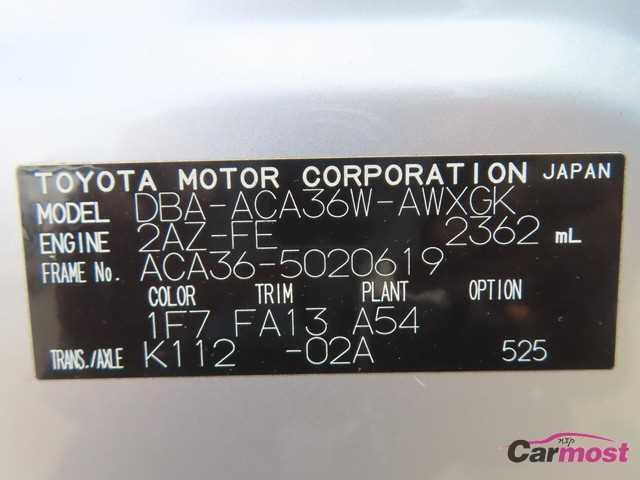 TOYOTA MOTOR CORPORATION JAPAN
MODEL DBA-ACA36W-AWXGK
ENGINE 2AZ-FE 2362 mL
FRAME No. ACA36-5020619
COLOR TRIM PLANT OPTION
1F7 FA13 A54
TRANS./AXLE K112 -02A 525
nxp
Carmost